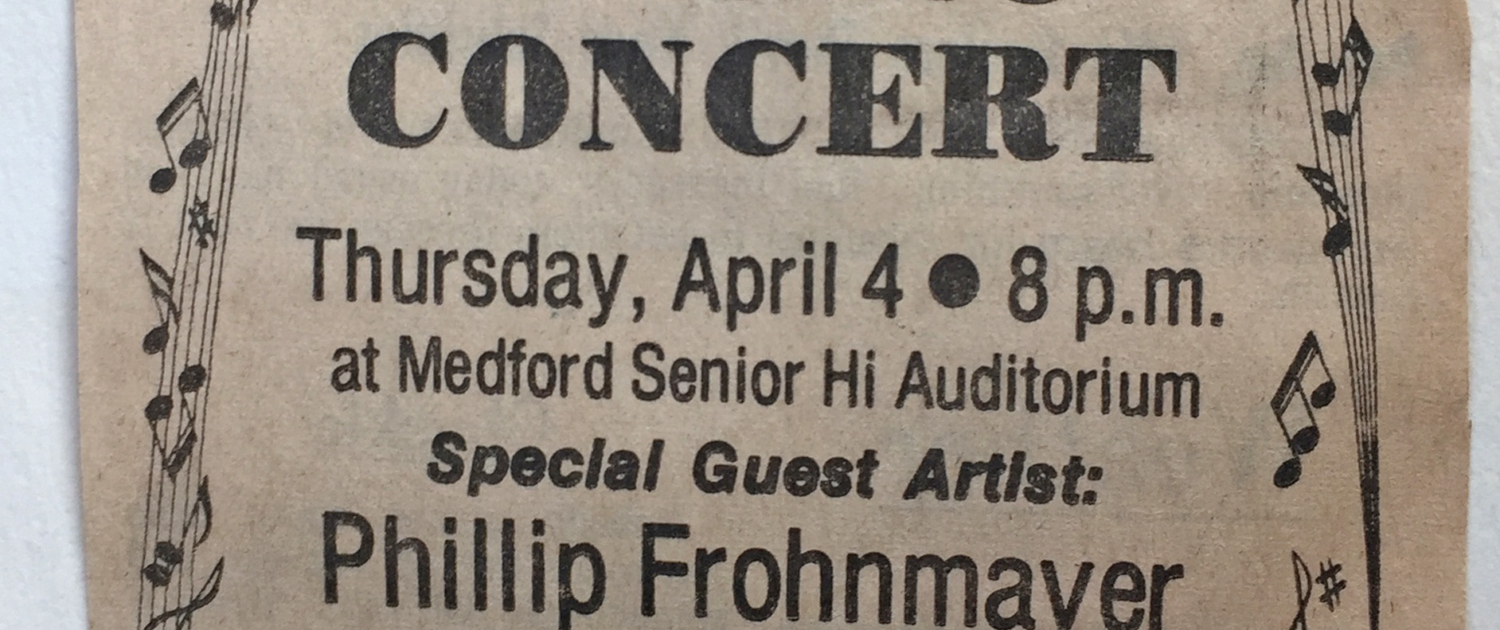 CONCERT
Thursday, April 4 ● 8 p.m.
at Medford Senior Hi Auditorium
Special Guest Artist:
Phillip Frohnmayer